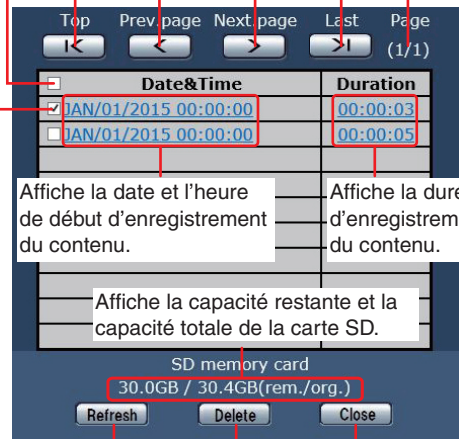 Top Prev.page Next page Last Page
(1/1)
Date&Time Duration
JAN/01/2015 00:00:00 00:00:03
JAN/01/2015 00:00:00 00:00:05
Affiche la date et l'heure
de début d'enregistrement
du contenu.
Affiche la duré
d'enregistrem
du contenu.
Affiche la capacité restante et la
capacité totale de la carte SD.
SD memory card
30.0GB / 30.4GB(rem./org.)
Refresh Delete Close